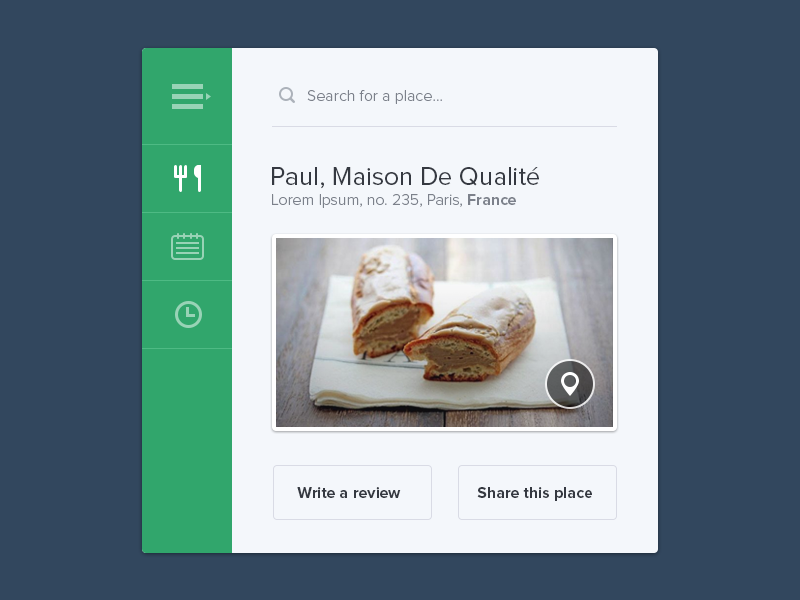 Search for a place...
Paul, Maison De Qualité
Lorem Ipsum, no. 235, Paris, France
Write a review
Share this place